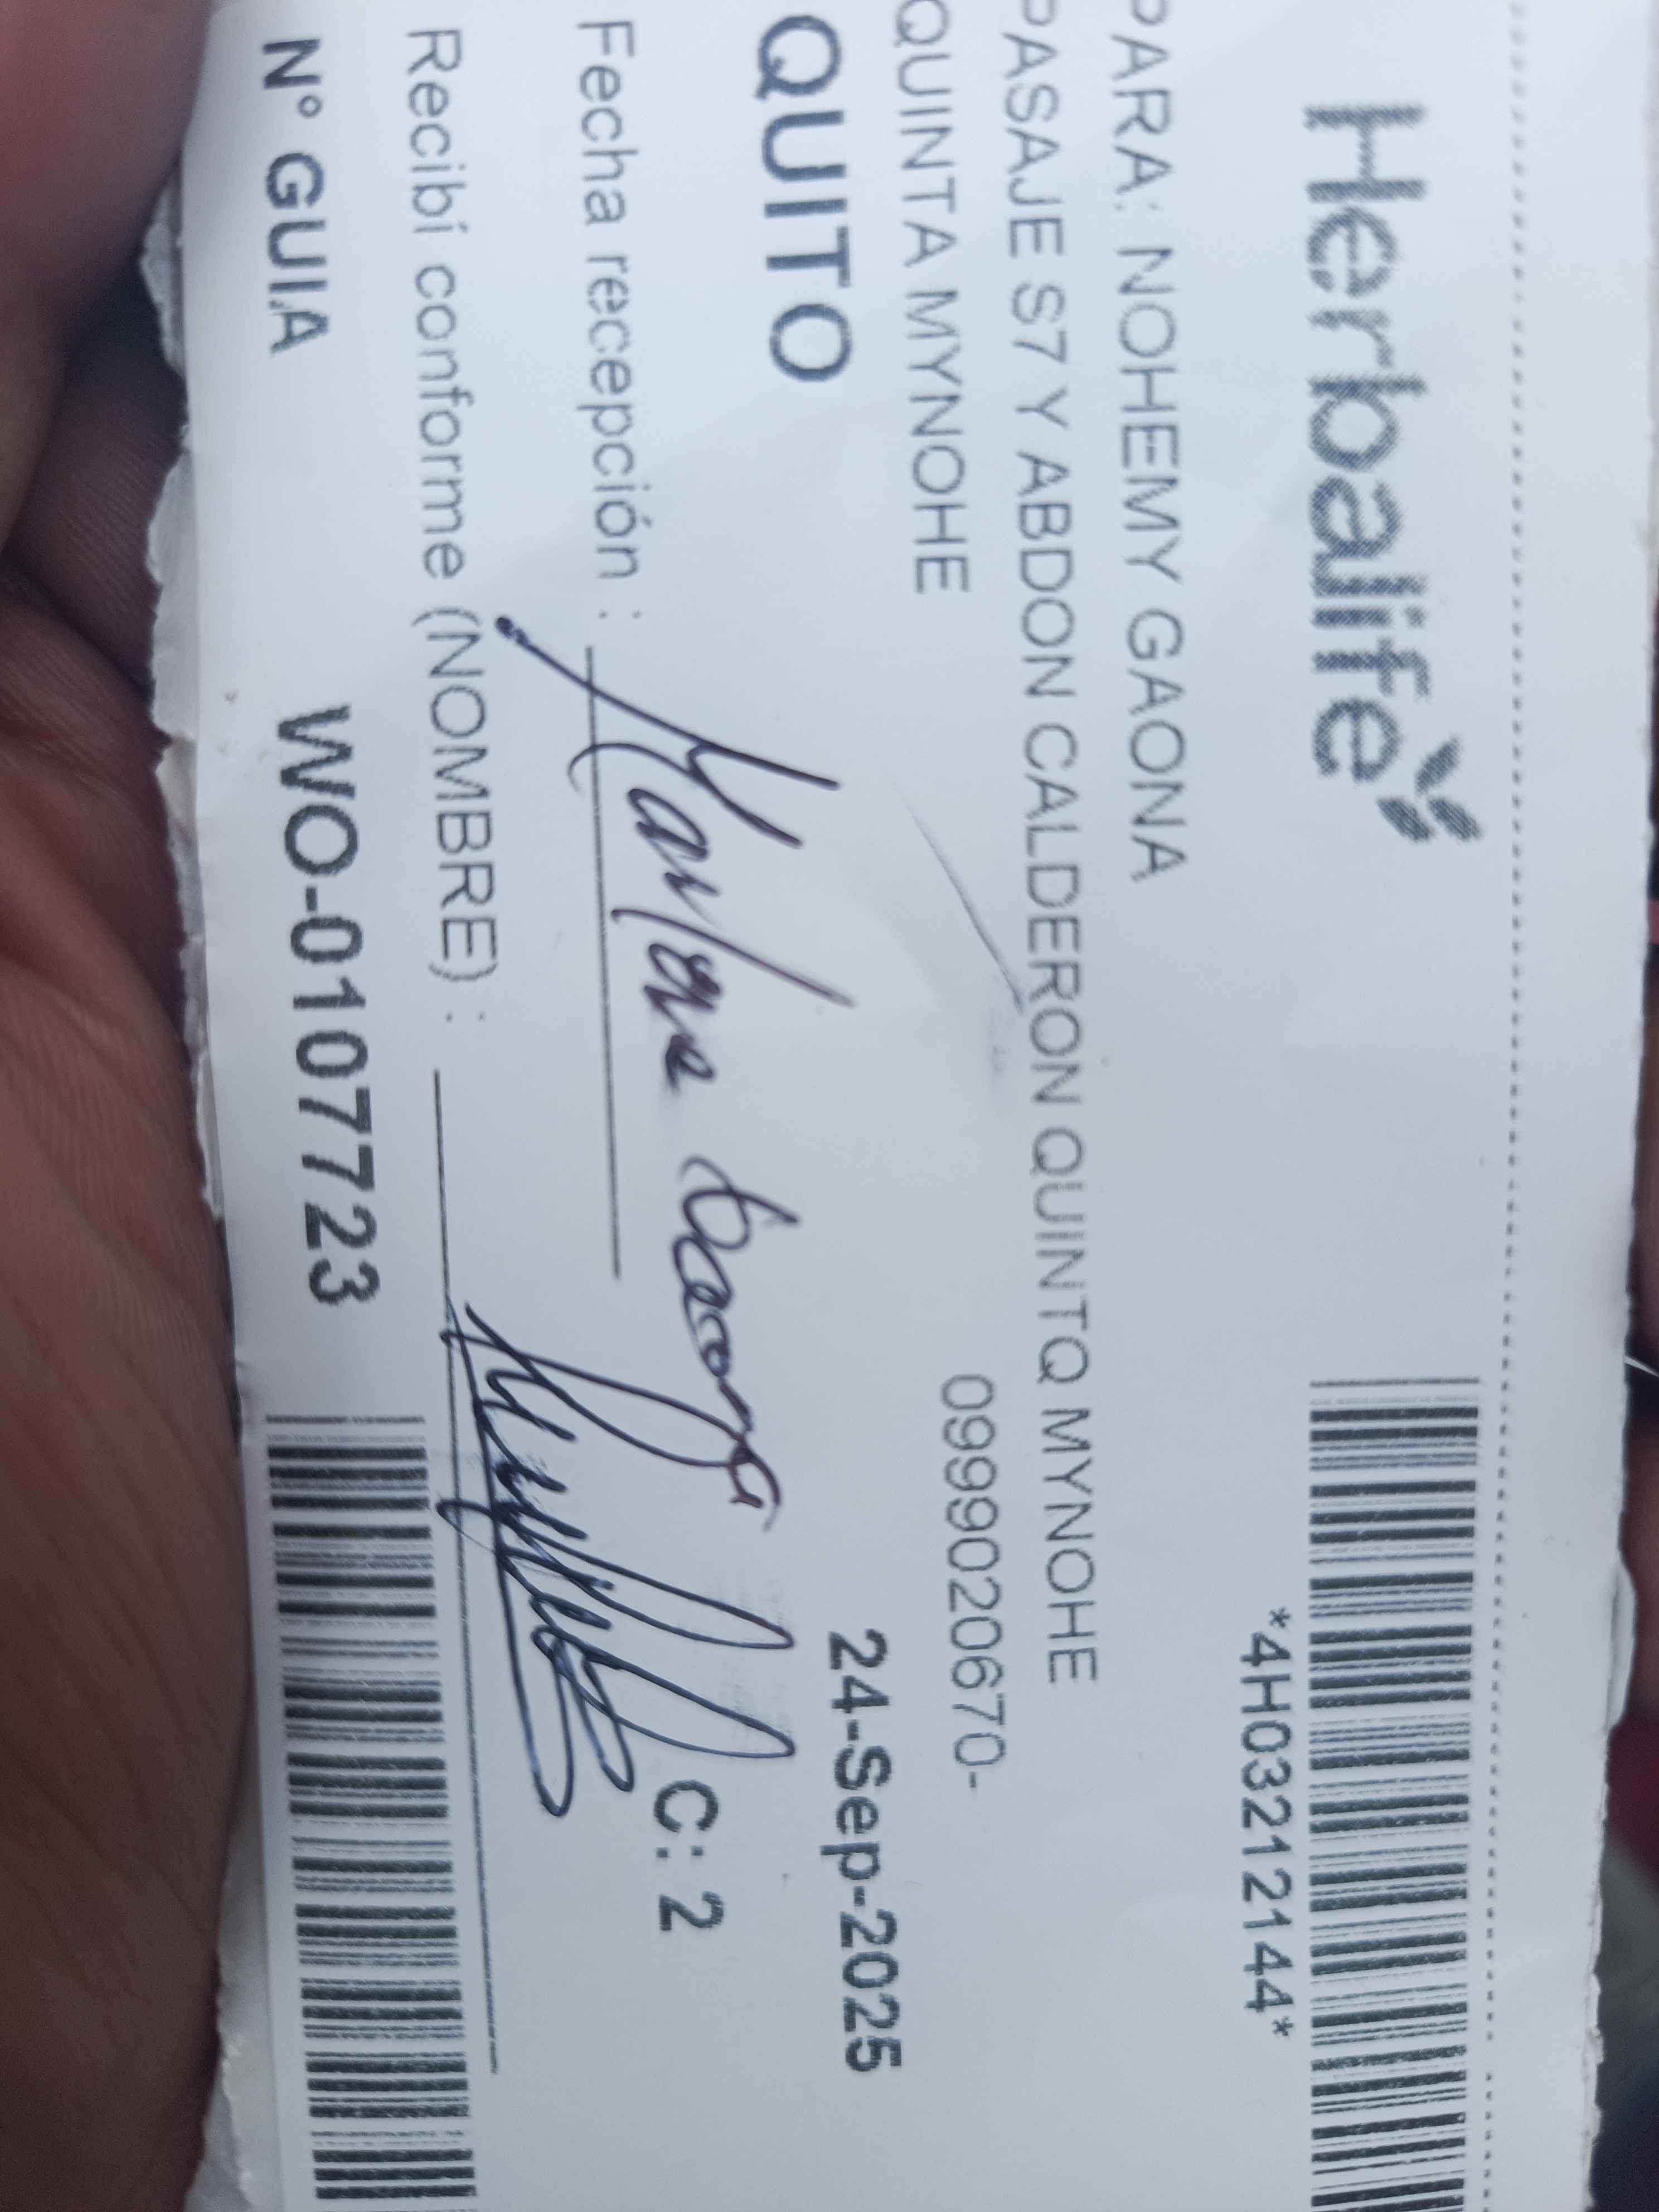 Herbalife
*4H03212144*
PARA: NOHEMY GAONA
PASAJE S7 Y ABDON CALDERON QUINTQ MYNOHE
QUINTA MYNOHE
0999020670-
QUITO
24-Sep-2025
Fecha recepción :
C: 2
Recibí conforme (NOMBRE) :
N° GUIA WO-0107723